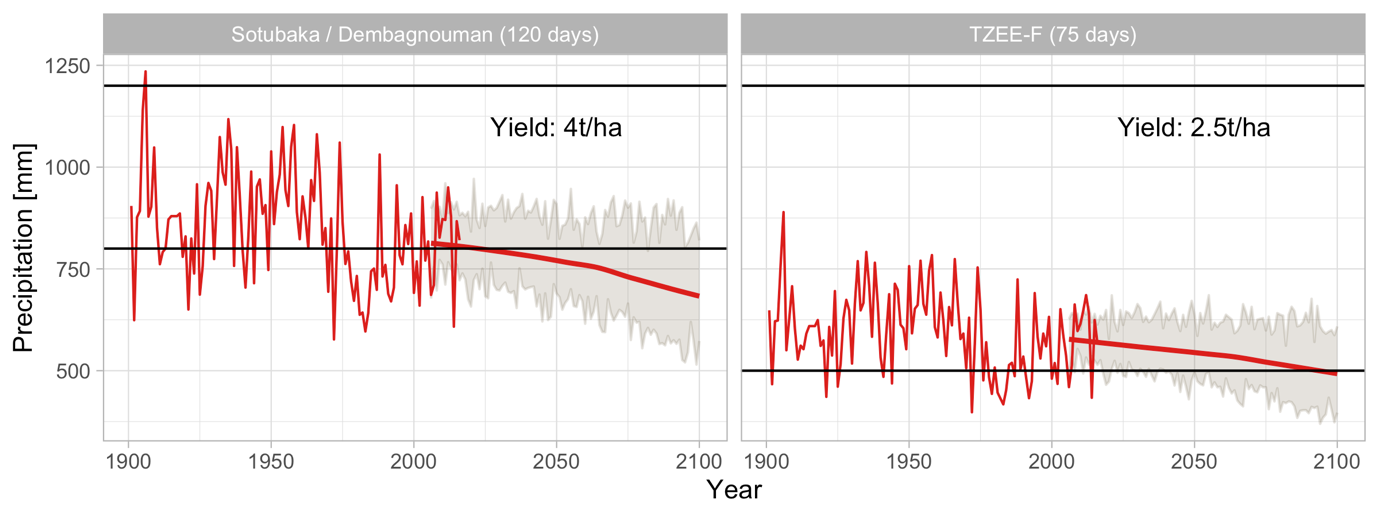 Sotubaka / Dembagnouman (120 days)
TZEE-F (75 days)
Precipitation [mm]
1250
1000
750
500
Yield: 4t/ha
Yield: 2.5t/ha
1900 1950 2000 2050 2100
1900 1950 2000 2050 2100
Year